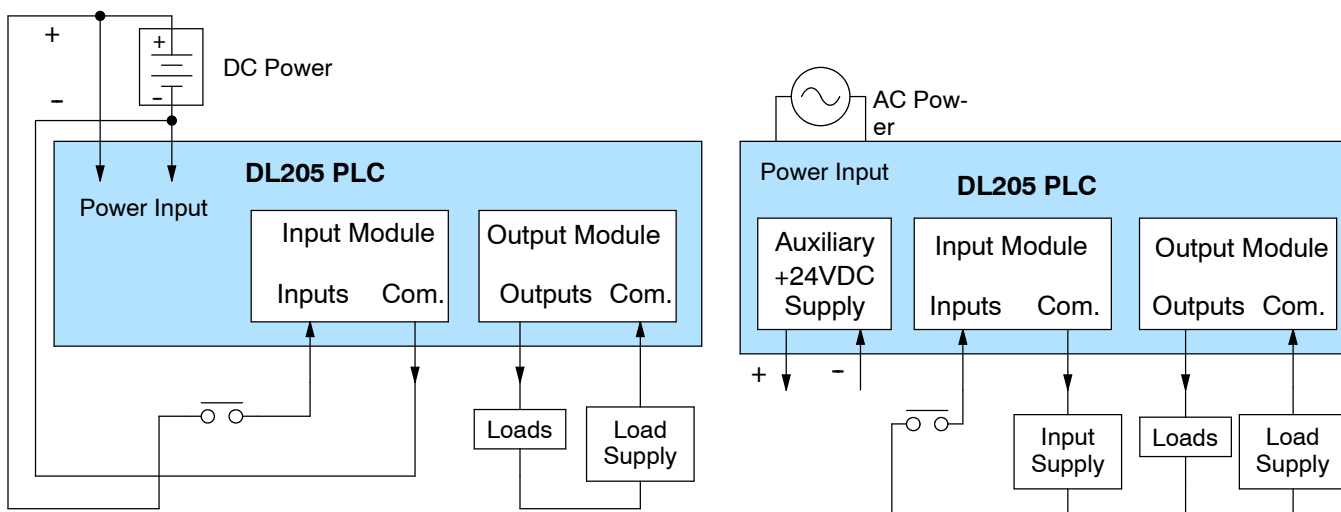 +
+
-
-
DC Power
DL205 PLC
Power Input
Input Module
Inputs Com.
Output Module
Outputs Com.
Loads
Load
Supply
AC Pow-
er
Power Input
DL205 PLC
Auxiliary
+24VDC
Supply
Input Module
Inputs Com.
Output Module
Outputs Com.
+ -
Input
Supply
Loads
Load
Supply